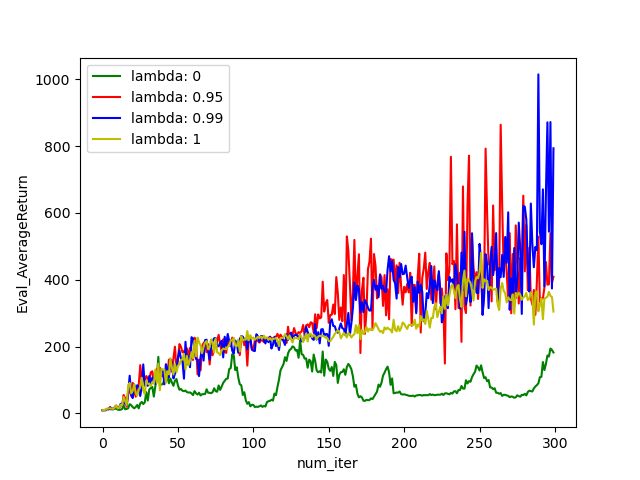 lambda: 0
lambda: 0.95
lambda: 0.99
lambda: 1
Eval_AverageReturn
1000
800
600
400
200
0
0 50 100 150 200 250 300
num_iter